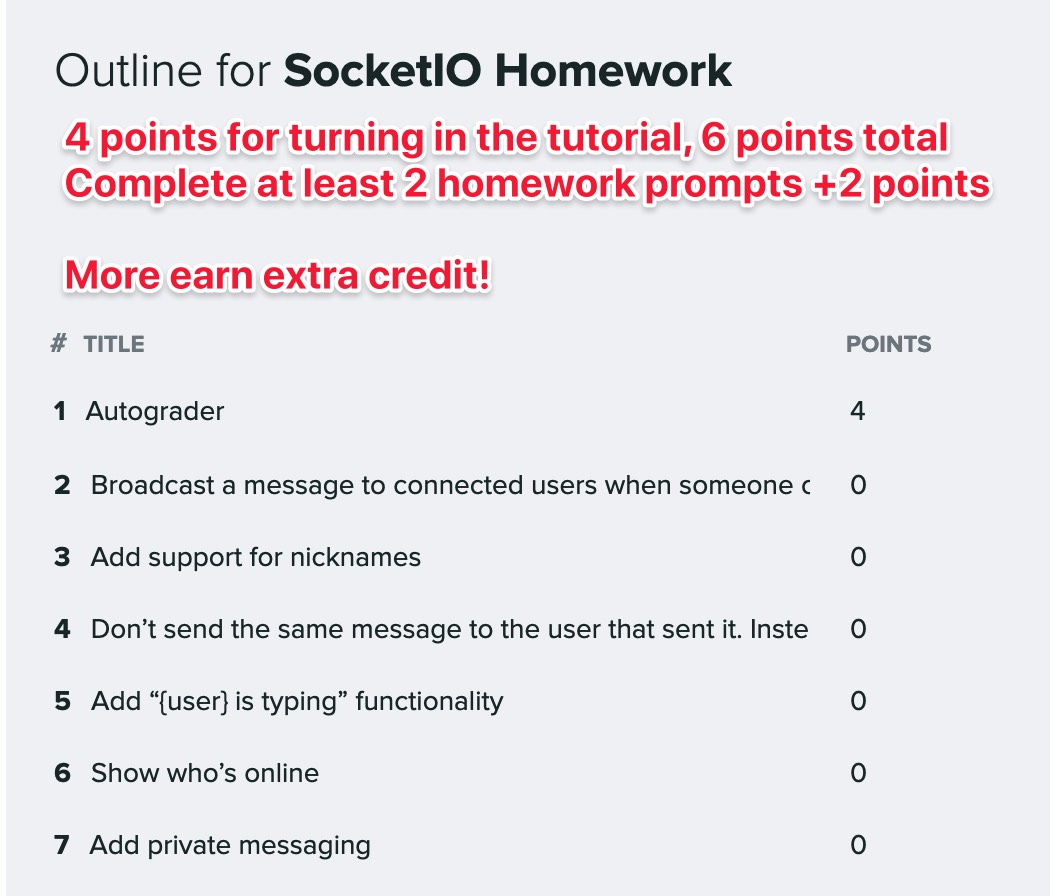 Outline for SocketIO Homework
4 points for turning in the tutorial, 6 points total
Complete at least 2 homework prompts +2 points
More earn extra credit!
# TITLE POINTS
1 Autograder 4
2 Broadcast a message to connected users when someone 0
3 Add support for nicknames 0
4 Don’t send the same message to the user that sent it. Inste 0
5 Add “{user} is typing” functionality 0
6 Show who’s online 0
7 Add private messaging 0